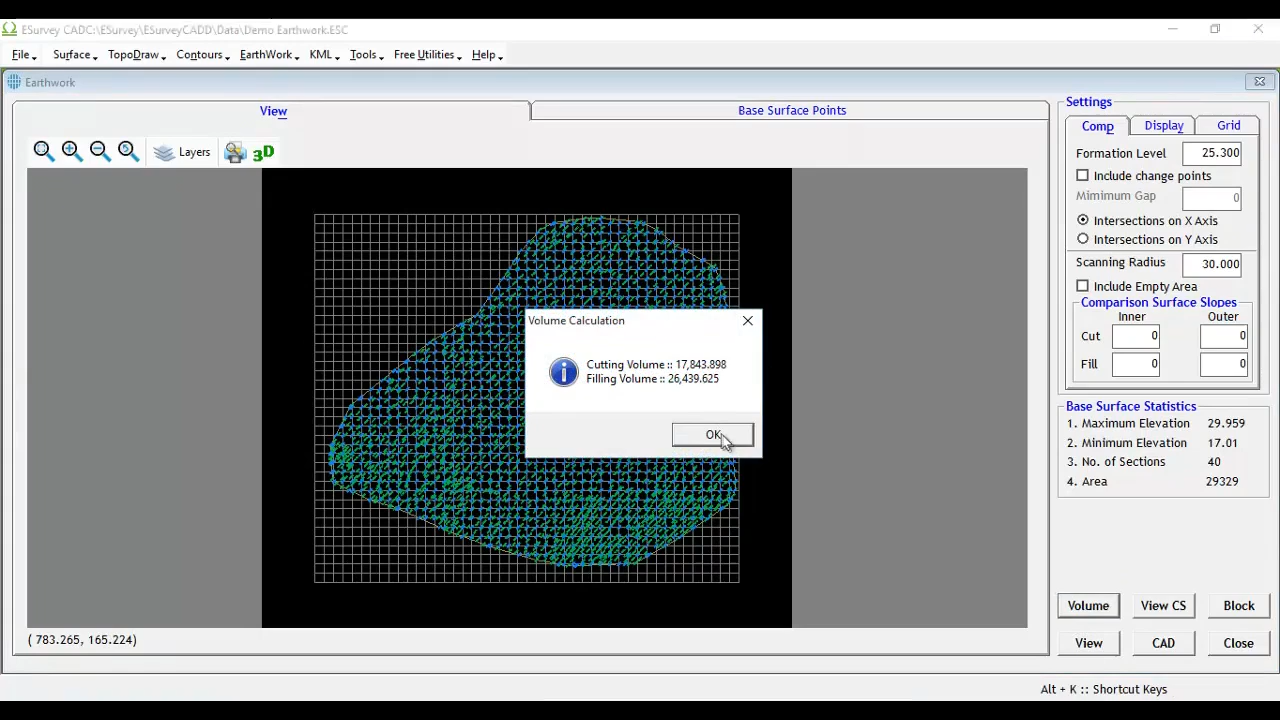 ESurvey CADC:\ESurvey\ESurveyCADD\Data\Demo Earthwork.ESC
File Surface TopoDraw Contours EarthWork KML Tools Free Utilities Help
Earthwork
View Base Surface Points
Layers 3D
Settings
Comp Display Grid
Formation Level 25.300
Include change points
Mimimum Gap 0
Intersections on X Axis
Intersections on Y Axis
Scanning Radius 30.000
Include Empty Area
Comparison Surface Slopes
Inner Outer
Cut 0 0
Fill 0 0
Volume Calculation
Cutting Volume :: 17,843.898
Filling Volume :: 26,439.625
OK
Base Surface Statistics
1. Maximum Elevation 29.959
2. Minimum Elevation 17.01
3. No. of Sections 40
4. Area 29329
Volume View CS Block
View CAD Close
( 783.265, 165.224)
Alt + K :: Shortcut Keys